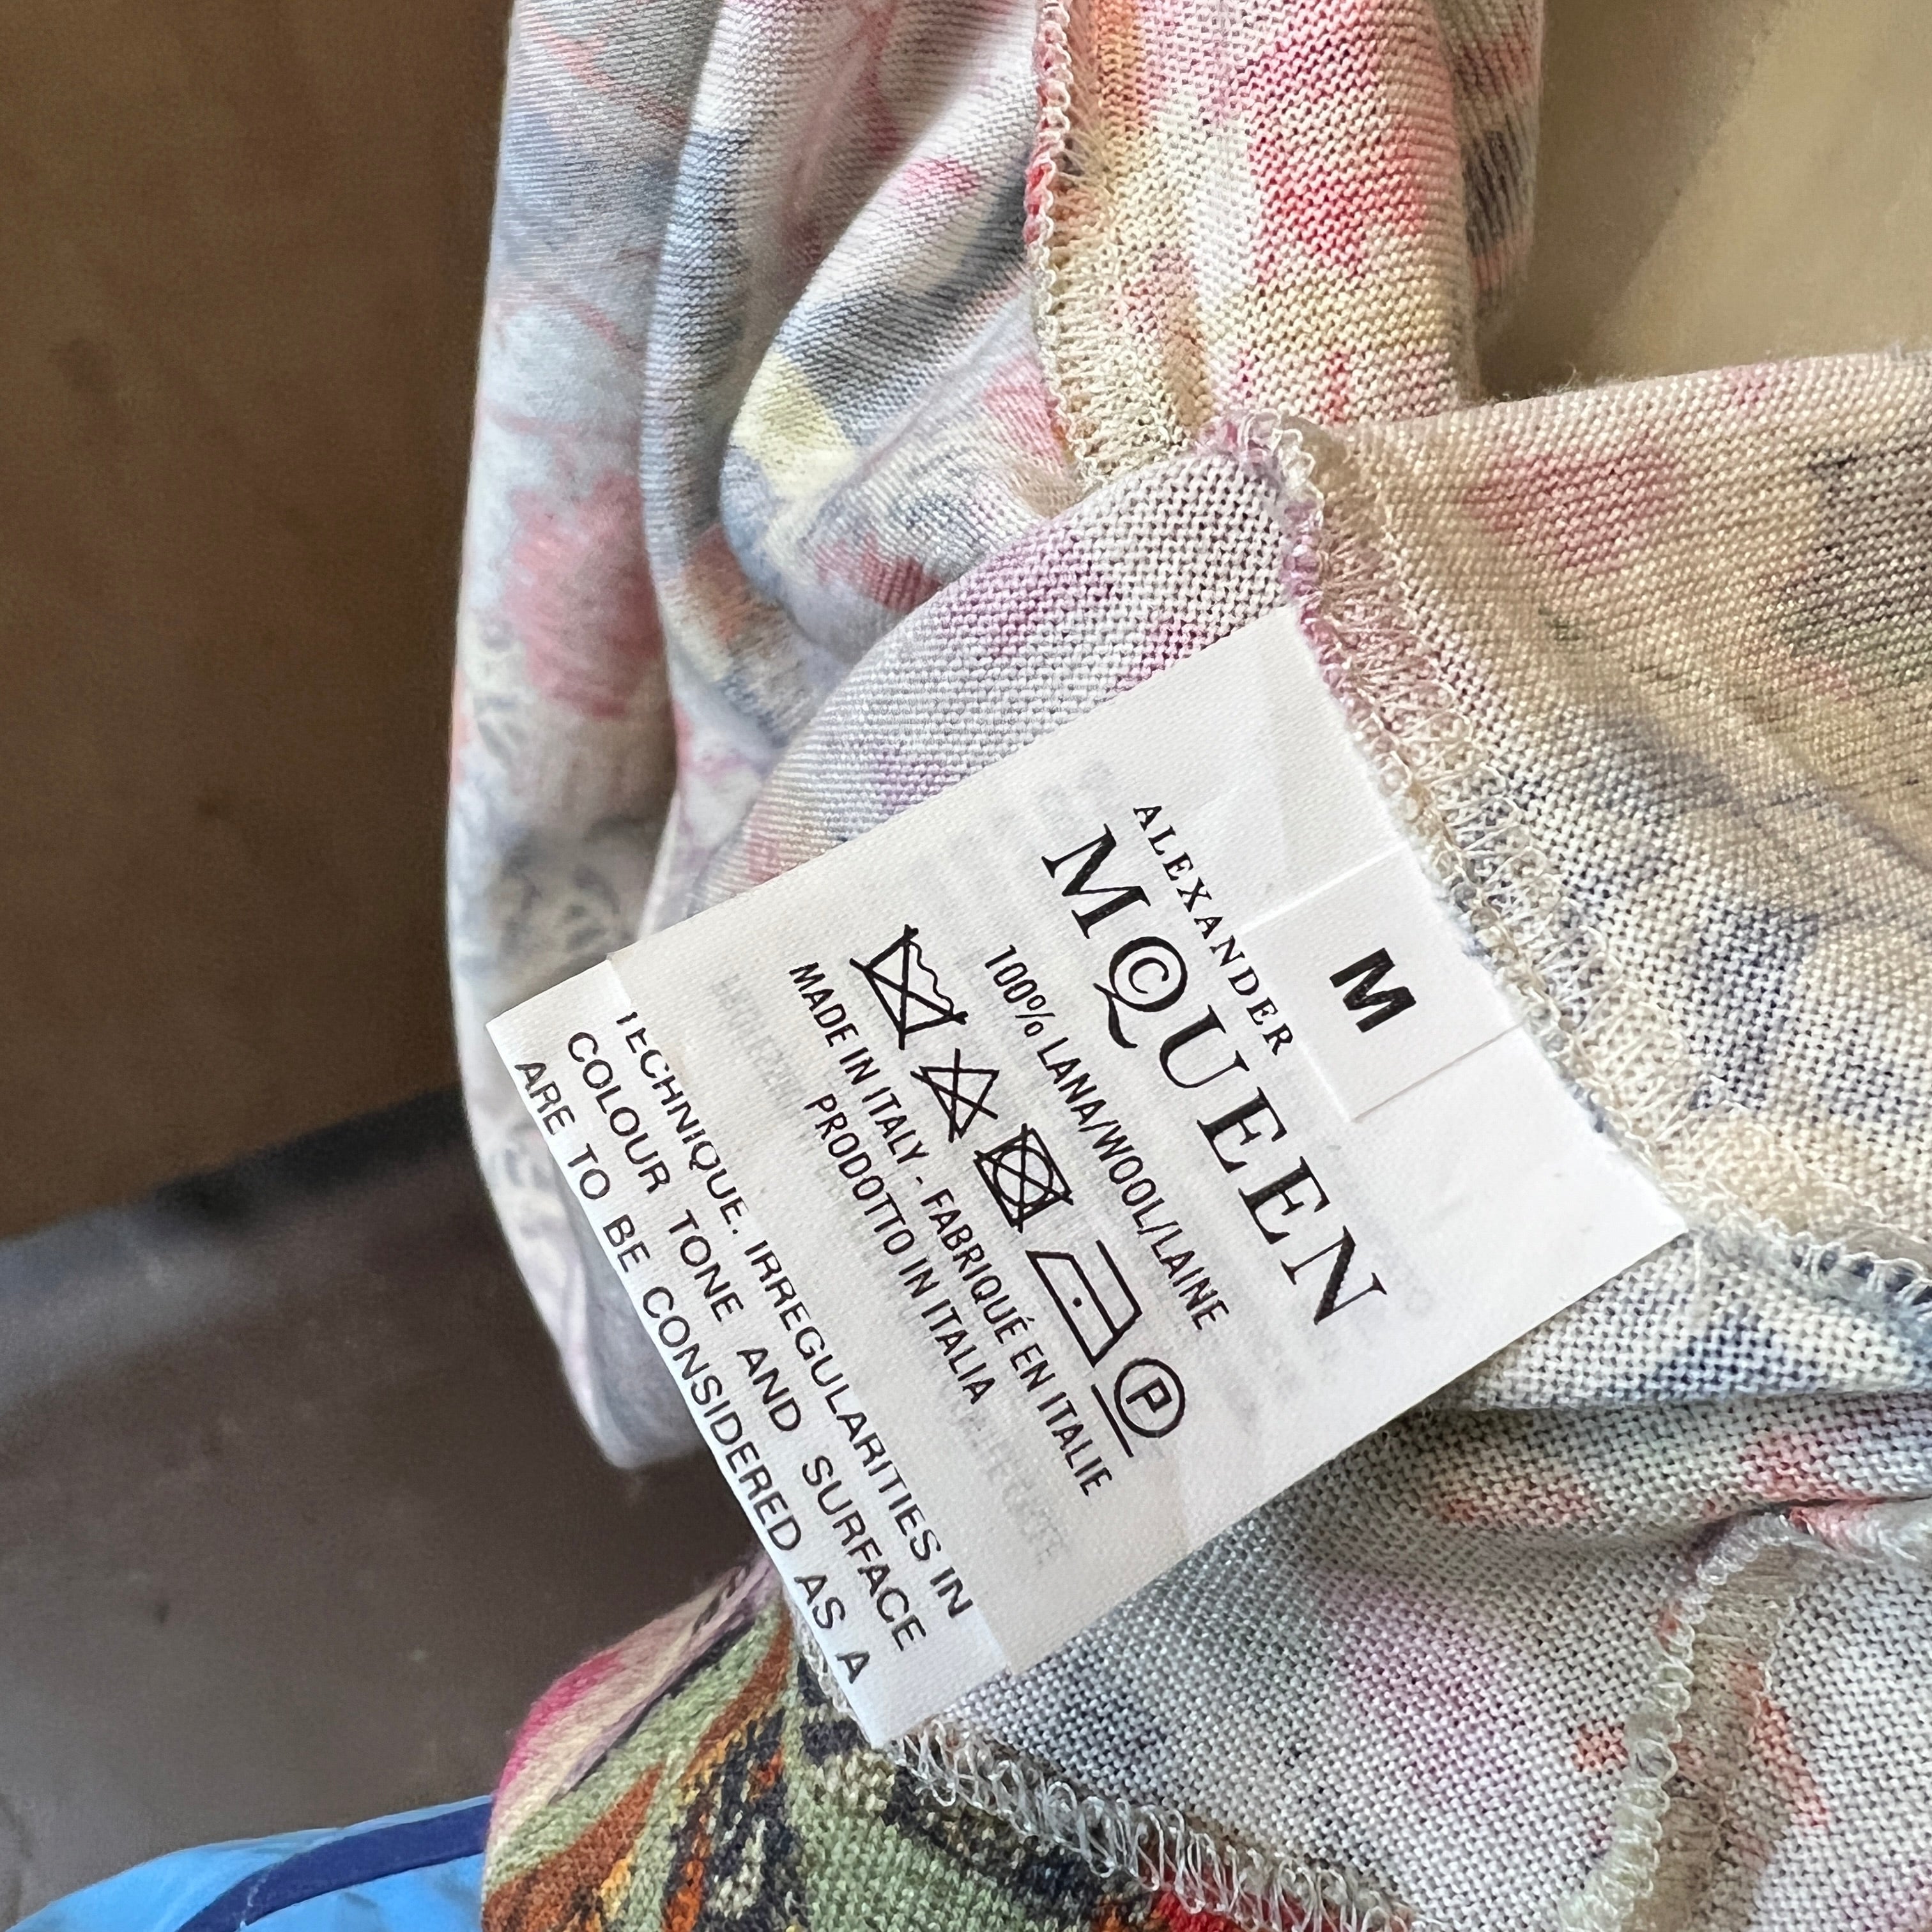 M
ALEXANDER
MCQUEEN
100% LANA/WOOL/LAINE
P
MADE IN ITALY - FABRIQUÉ EN ITALIE
PRODOTTO IN ITALIA
TECHNIQUE. IRREGULARITIES IN
COLOUR TONE AND SURFACE
ARE TO BE CONSIDERED AS A